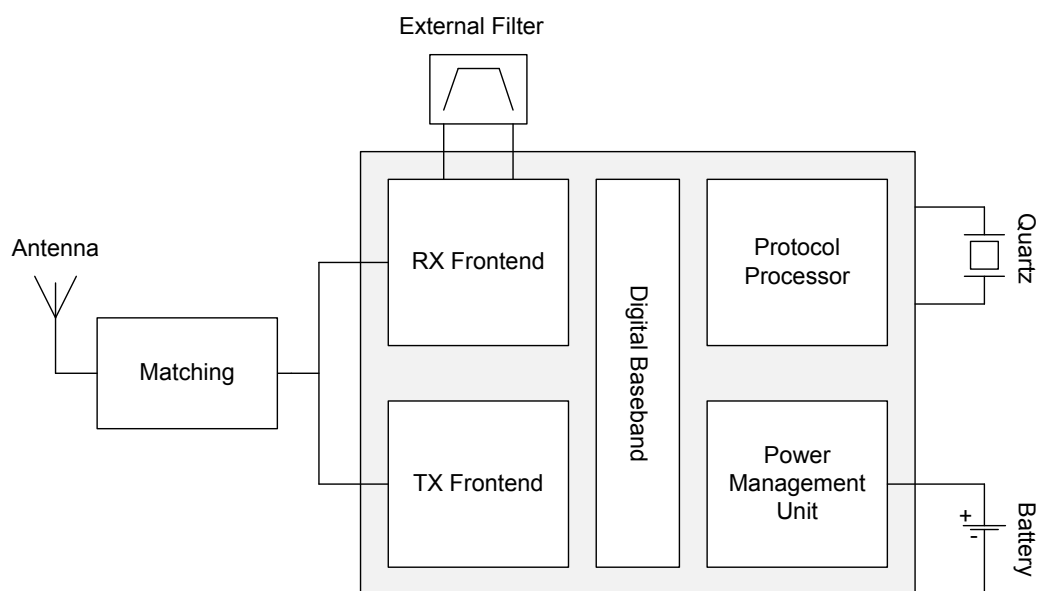 External Filter
Antenna
Matching
RX Frontend
TX Frontend
Digital Baseband
Protocol
Processor
Power
Management
Unit
Quartz
+
-
Battery